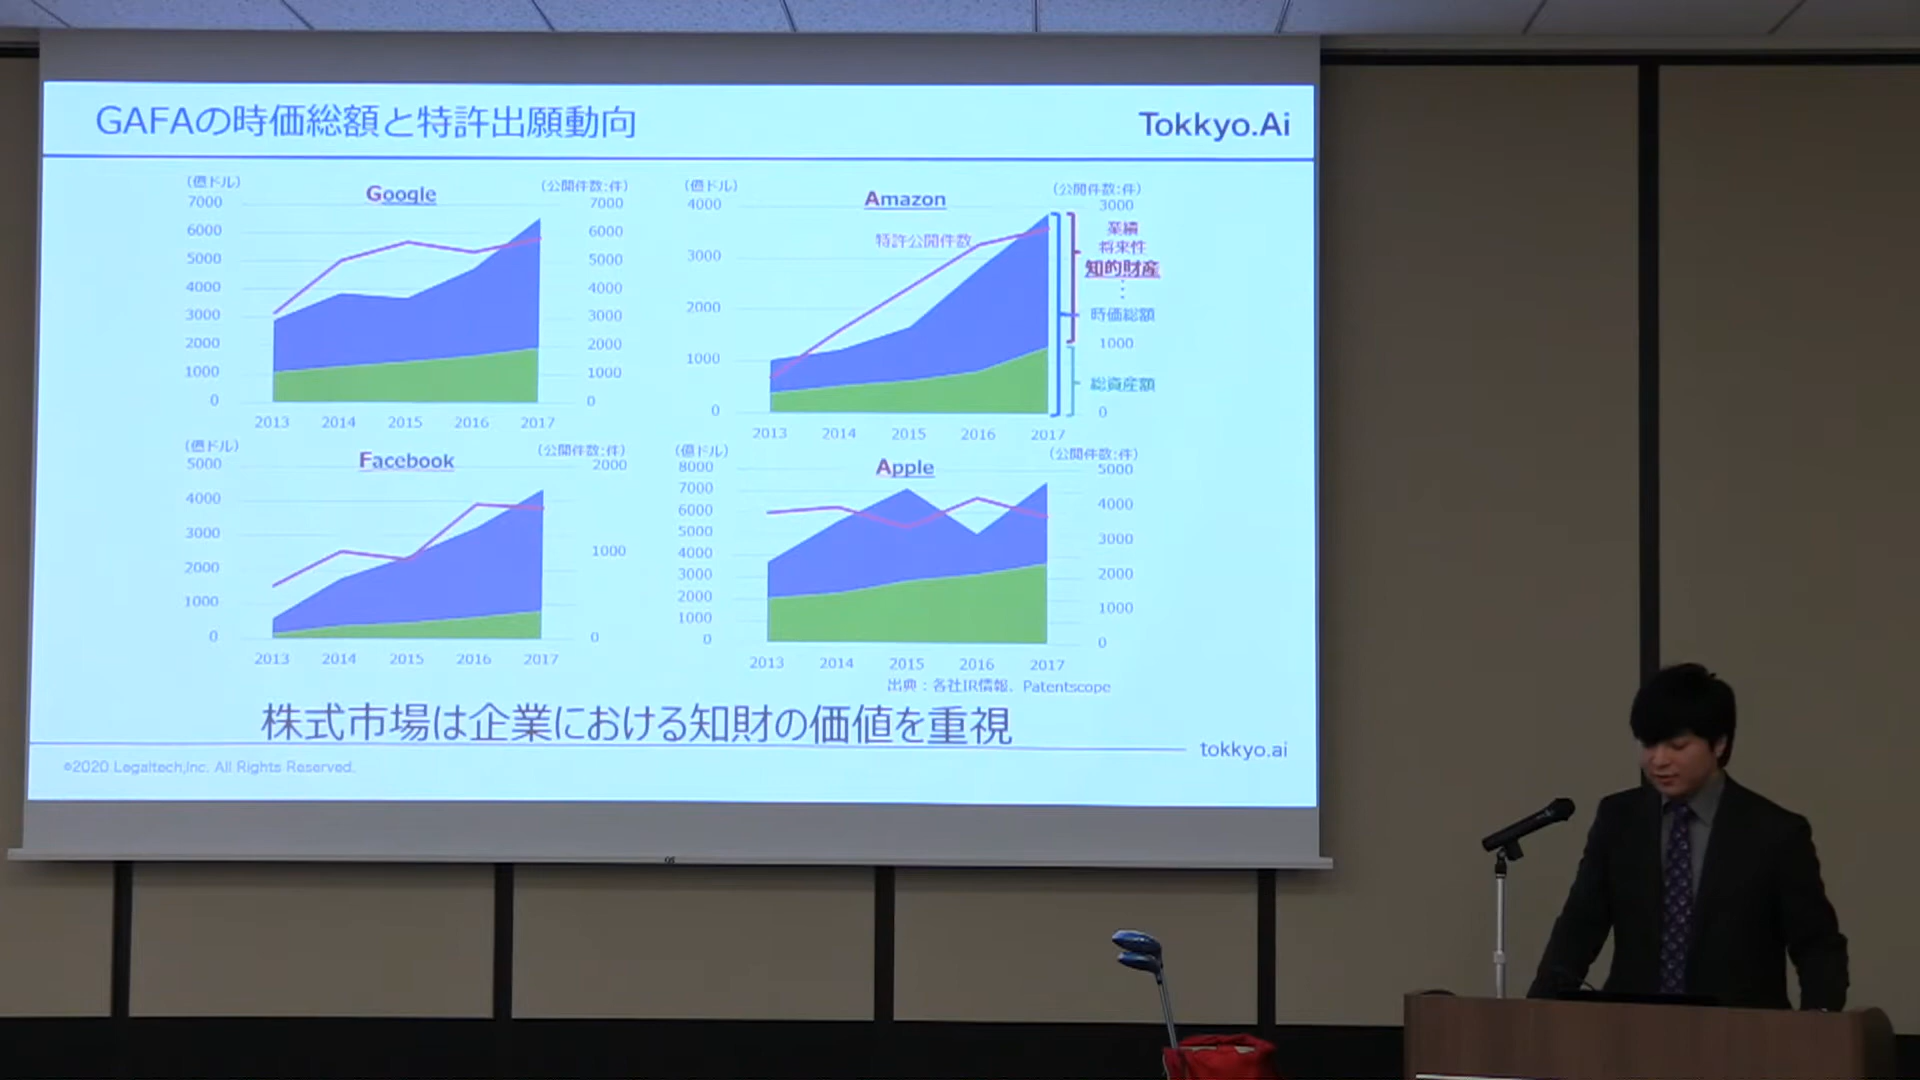 GAFAの時価総額と特許出願動向
Tokkyo.Ai
(億ドル)
Google
(公開件数:件)
7000
6000
5000
4000
3000
2000
1000
0
7000
6000
5000
4000
3000
2000
1000
0
2013 2014 2015 2016 2017
(億ドル)
Amazon
(公開件数:件)
4000
3000
2000
1000
0
特許公開件数
3000
業績
将来性
知的財産
⋮
時価総額
1000
総資産額
0
2013 2014 2015 2016 2017
(億ドル)
Facebook
(公開件数:件)
5000
4000
3000
2000
1000
0
2000
1000
0
2013 2014 2015 2016 2017
(億ドル)
Apple
(公開件数:件)
8000
7000
6000
5000
4000
3000
2000
1000
0
5000
4000
3000
2000
1000
0
2013 2014 2015 2016 2017
出典：各社IR情報、Patentscope
株式市場は企業における知財の価値を重視
tokkyo.ai
©2020 Legaltech,Inc. All Rights Reserved.